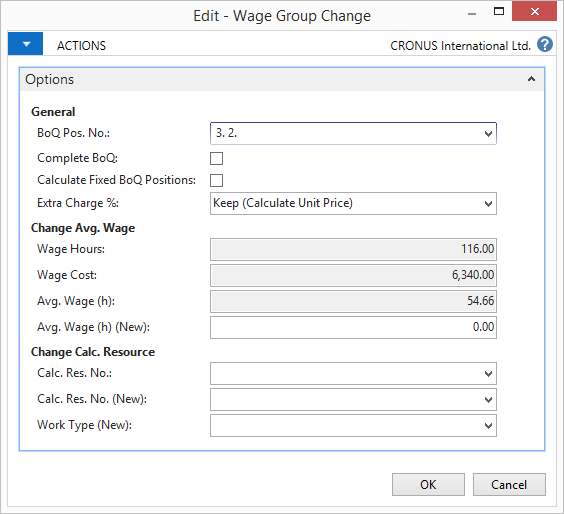 Edit - Wage Group Change
ACTIONS
CRONUS International Ltd. ?
Options
General
BoQ Pos. No.: 3. 2.
Complete BoQ:
Calculate Fixed BoQ Positions:
Extra Charge %: Keep (Calculate Unit Price)
Change Avg. Wage
Wage Hours: 116.00
Wage Cost: 6,340.00
Avg. Wage (h): 54.66
Avg. Wage (h) (New): 0.00
Change Calc. Resource
Calc. Res. No.:
Calc. Res. No. (New):
Work Type (New):
OK Cancel